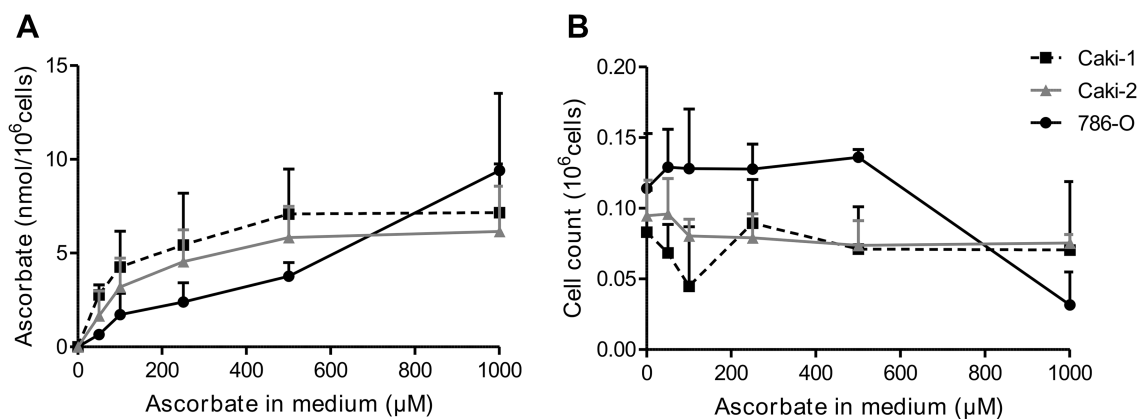 A
Ascorbate (nmol/10⁶cells)
15
10
5
0
0 200 400 600 800 1000
Ascorbate in medium (µM)
B
Cell count (10⁶cells)
0.20
0.15
0.10
0.05
0.00
0 200 400 600 800 1000
Ascorbate in medium (µM)
Caki-1
Caki-2
786-O